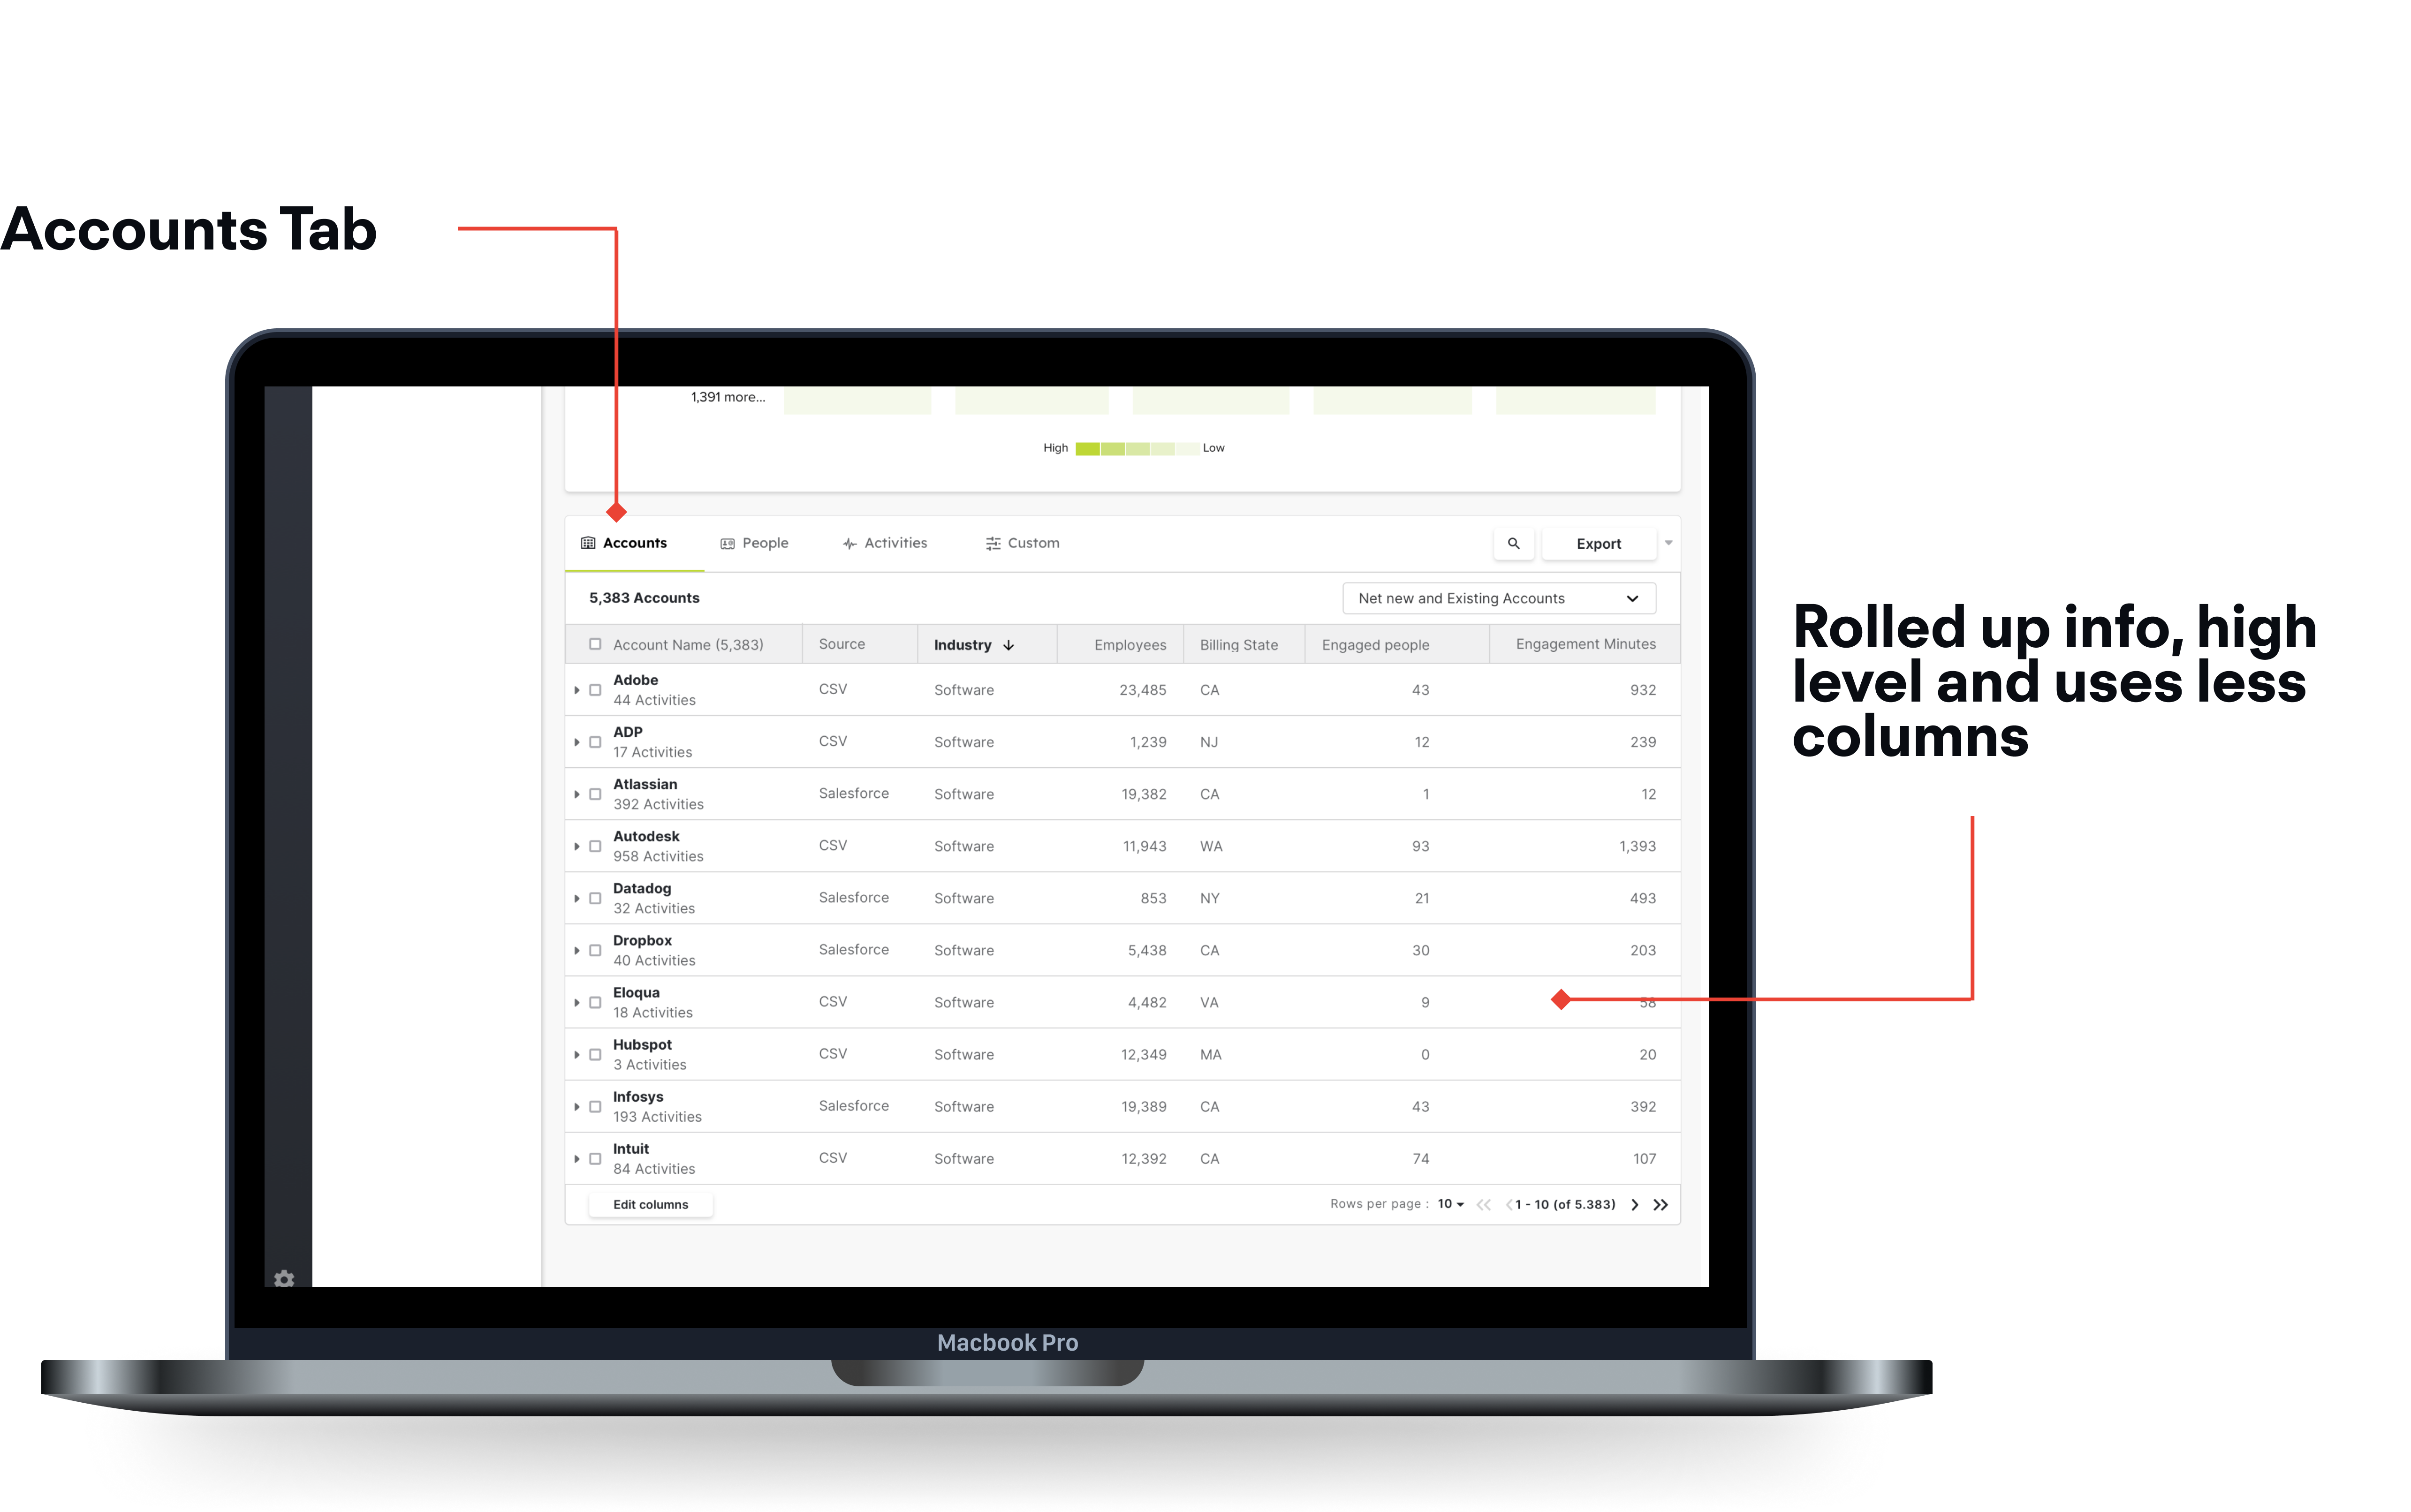 Accounts Tab
1,391 more...
High Low
Accounts People Activities Custom Export
5,383 Accounts Net new and Existing Accounts
Account Name (5,383) Source Industry Employees Billing State Engaged people Engagement Minutes
Adobe
44 Activities CSV Software 23,485 CA 43 932
ADP
17 Activities CSV Software 1,239 NJ 12 239
Atlassian
392 Activities Salesforce Software 19,382 CA 1 12
Autodesk
958 Activities CSV Software 11,943 WA 93 1,393
Datadog
32 Activities Salesforce Software 853 NY 21 493
Dropbox
40 Activities Salesforce Software 5,438 CA 30 203
Eloqua
18 Activities CSV Software 4,482 VA 9 58
Hubspot
3 Activities CSV Software 12,349 MA 0 20
Infosys
193 Activities Salesforce Software 19,389 CA 43 392
Intuit
84 Activities CSV Software 12,392 CA 74 107
Edit columns Rows per page : 10 1 - 10 (of 5.383)
Rolled up info, high
level and uses less
columns
Macbook Pro